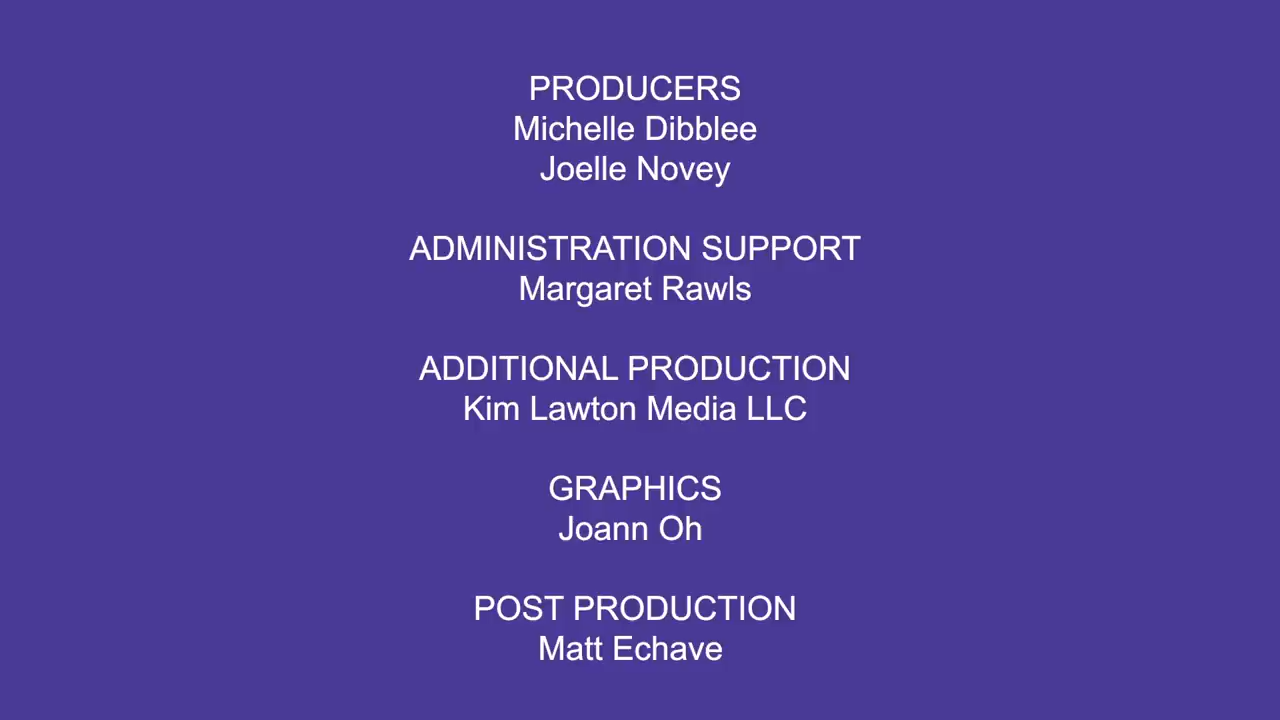 PRODUCERS
Michelle Dibblee
Joelle Novey
ADMINISTRATION SUPPORT
Margaret Rawls
ADDITIONAL PRODUCTION
Kim Lawton Media LLC
GRAPHICS
Joann Oh
POST PRODUCTION
Matt Echave